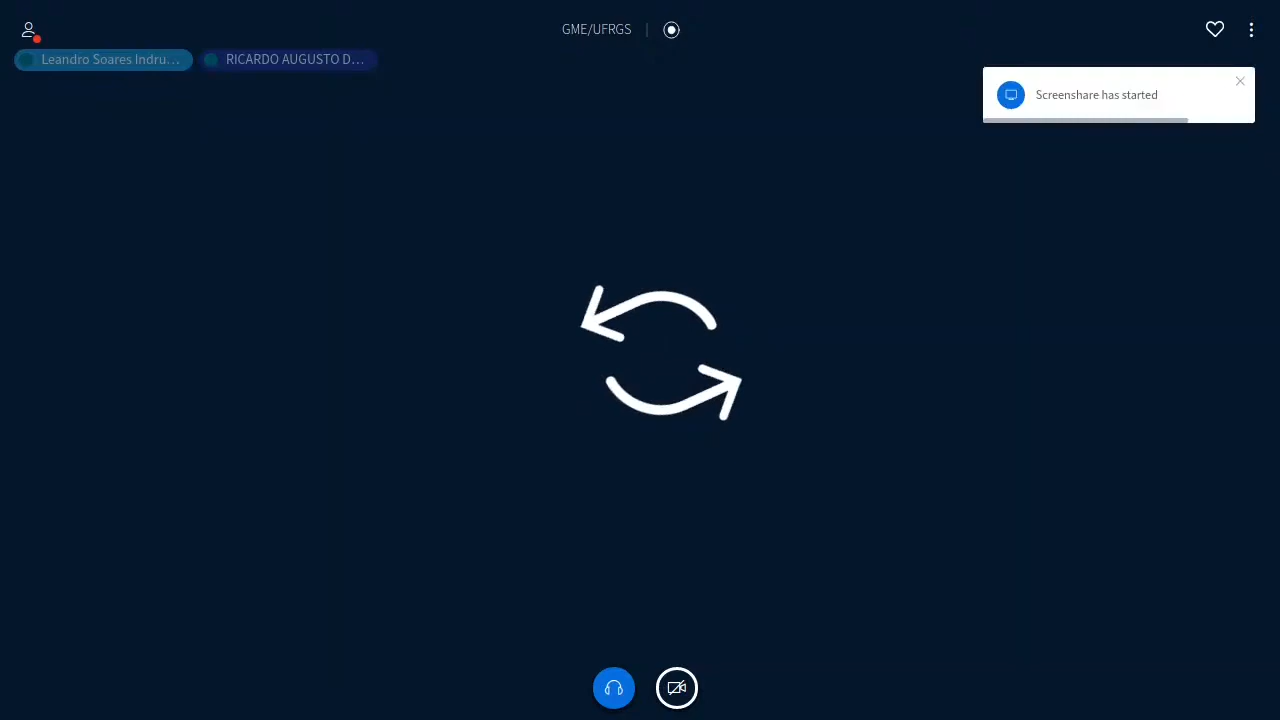 GME/UFRGS
Leandro Soares Indru...
RICARDO AUGUSTO D...
Screenshare has started